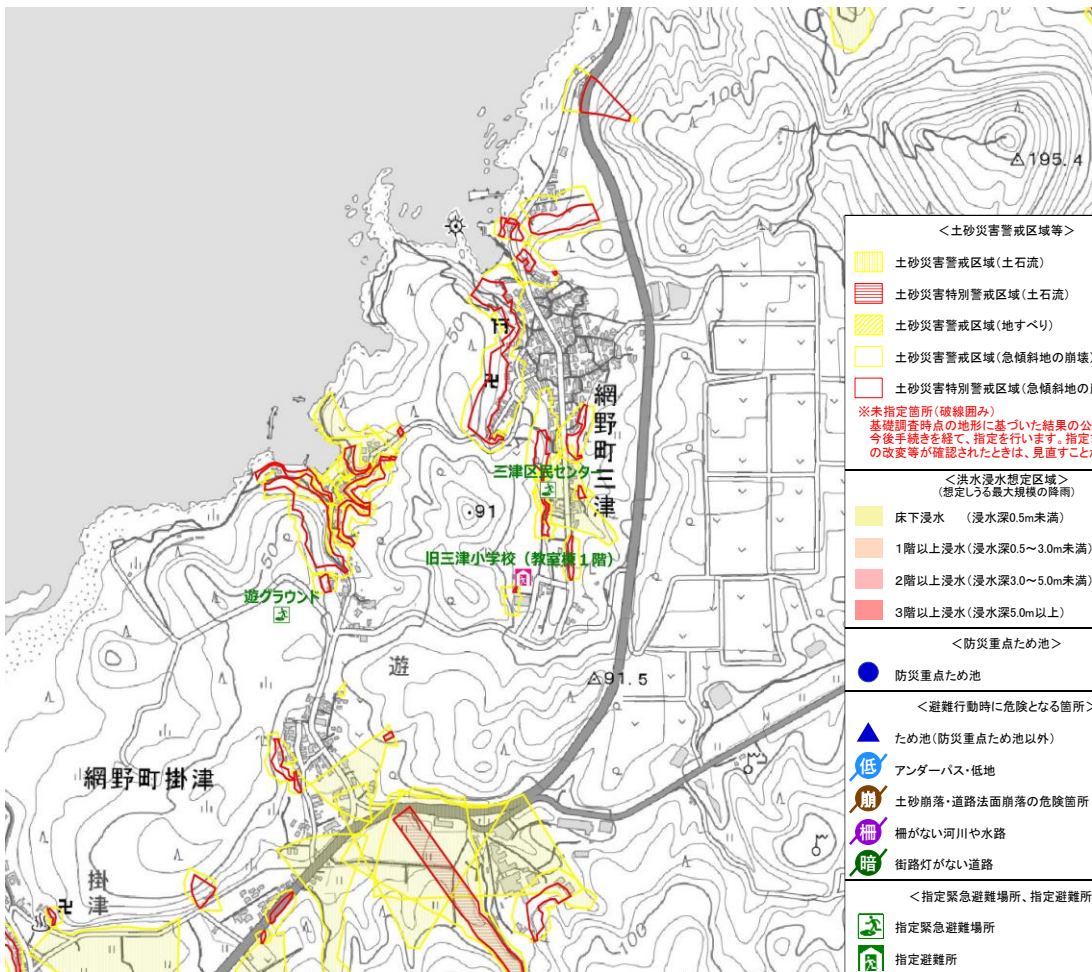 100
195.4
50
網野町三津
三津区民センター
91
旧三津小学校（教室棟１階）
50
遊グラウンド
遊
91.5
網野町掛津
掛津
100
＜土砂災害警戒区域等＞
土砂災害警戒区域(土石流)
土砂災害特別警戒区域(土石流)
土砂災害警戒区域(地すべり)
土砂災害警戒区域(急傾斜地の崩壊
土砂災害特別警戒区域(急傾斜地の
※未指定箇所(破線囲み)
基礎調査時点の地形に基づいた結果の公
今後手続きを経て、指定を行います。指定
の改変等が確認されたときは、見直すこと
＜洪水浸水想定区域＞
(想定しうる最大規模の降雨)
床下浸水　(浸水深0.5m未満)
1階以上浸水(浸水深0.5～3.0m未満)
2階以上浸水(浸水深3.0～5.0m未満)
3階以上浸水(浸水深5.0m以上)
＜防災重点ため池＞
防災重点ため池
＜避難行動時に危険となる箇所＞
ため池(防災重点ため池以外)
低 アンダーパス・低地
崩 土砂崩落・道路法面崩落の危険箇所
柵 柵がない河川や水路
暗 街路灯がない道路
＜指定緊急避難場所、指定避難所
指定緊急避難場所
指定避難所